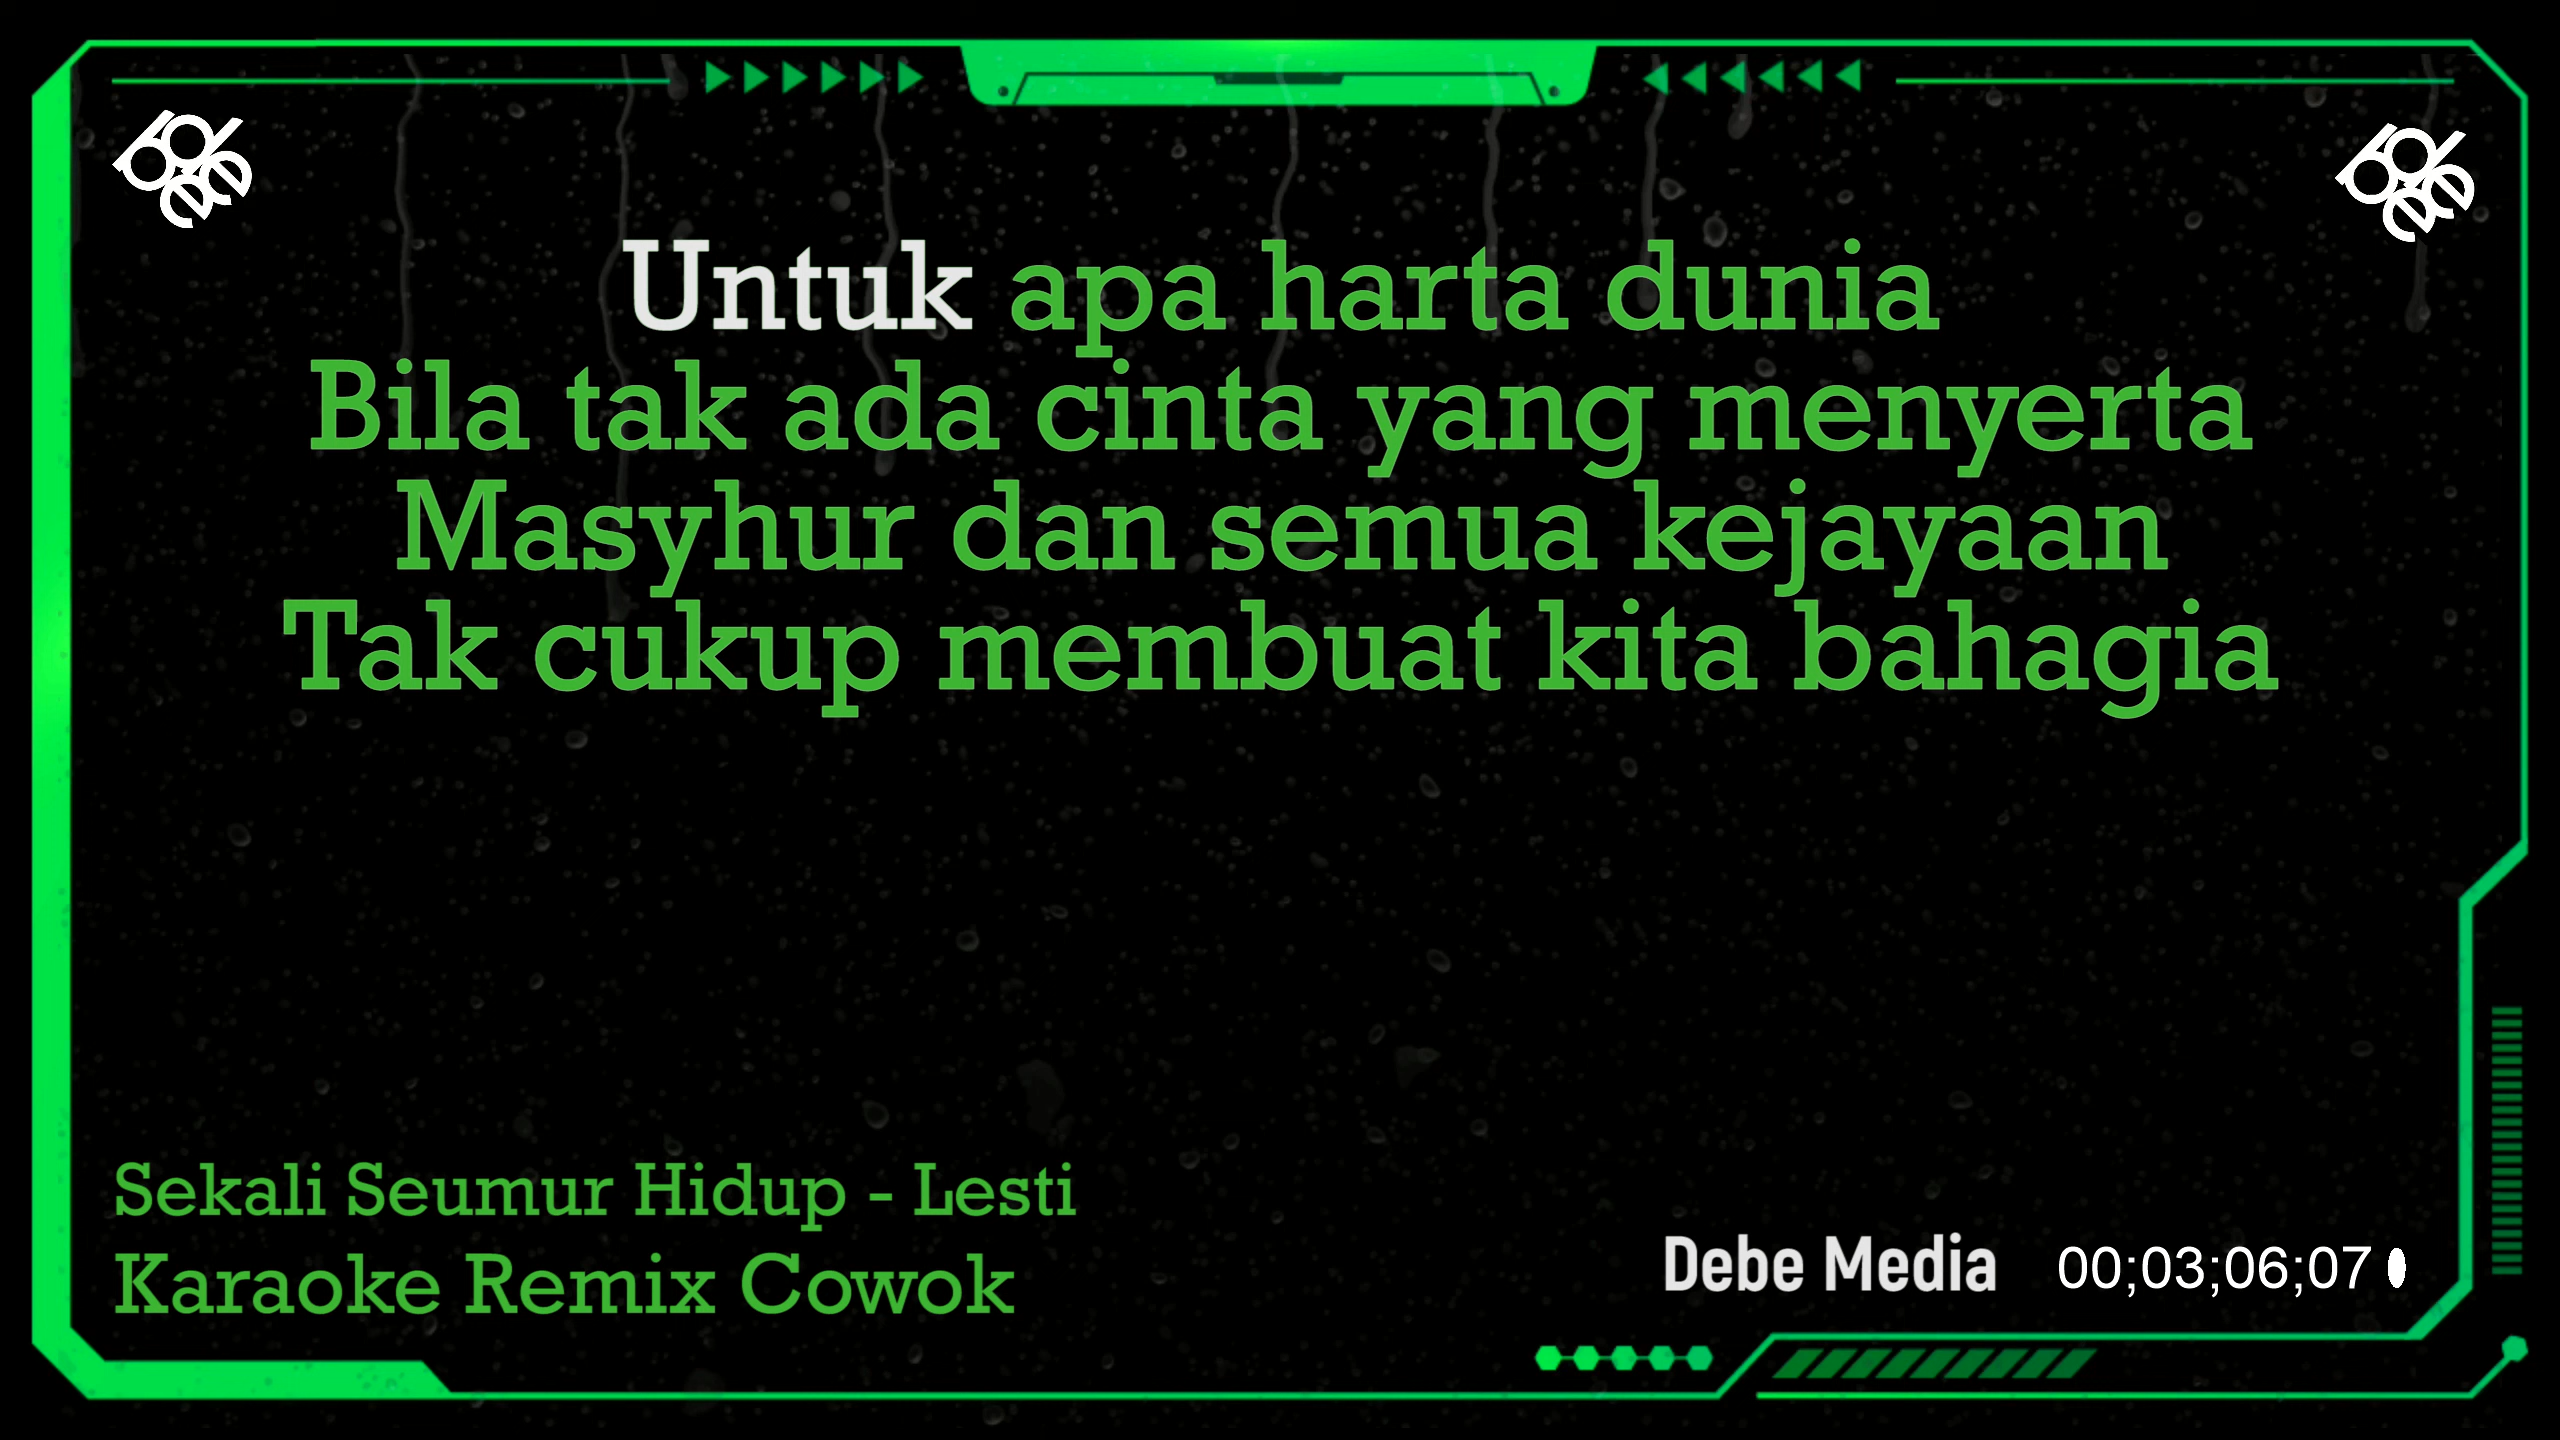 Untuk apa harta dunia
Bila tak ada cinta yang menyerta
Masyhur dan semua kejayaan
Tak cukup membuat kita bahagia
Sekali Seumur Hidup - Lesti
Karaoke Remix Cowok
Debe Media
00;03;06;07